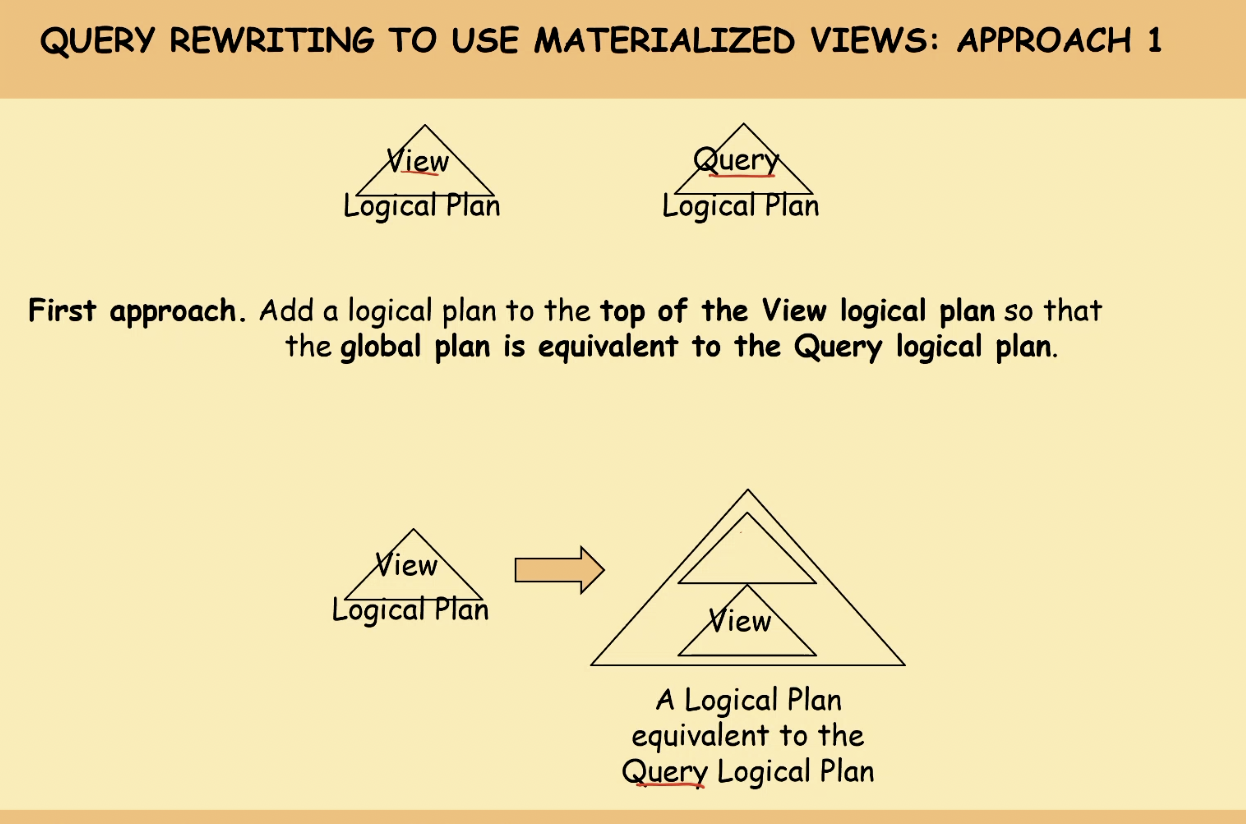 QUERY REWRITING TO USE MATERIALIZED VIEWS: APPROACH 1
View
Logical Plan
Query
Logical Plan
First approach. Add a logical plan to the top of the View logical plan so that
the global plan is equivalent to the Query logical plan.
View
Logical Plan
View
A Logical Plan
equivalent to the
Query Logical Plan